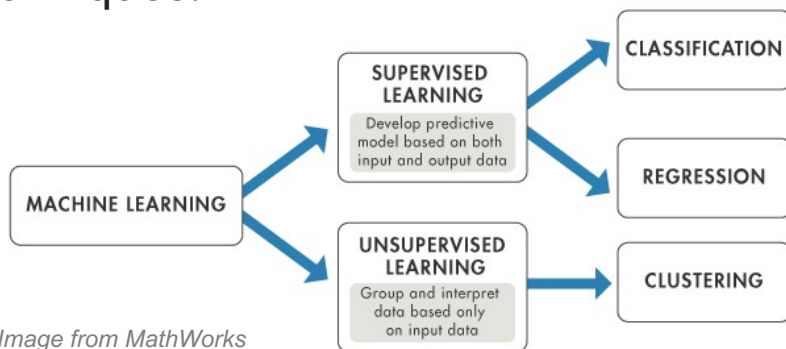 MACHINE LEARNING
SUPERVISED
LEARNING
Develop predictive
model based on both
input and output data
CLASSIFICATION
REGRESSION
UNSUPERVISED
LEARNING
Group and interpret
data based only
on input data
CLUSTERING
Image from MathWorks